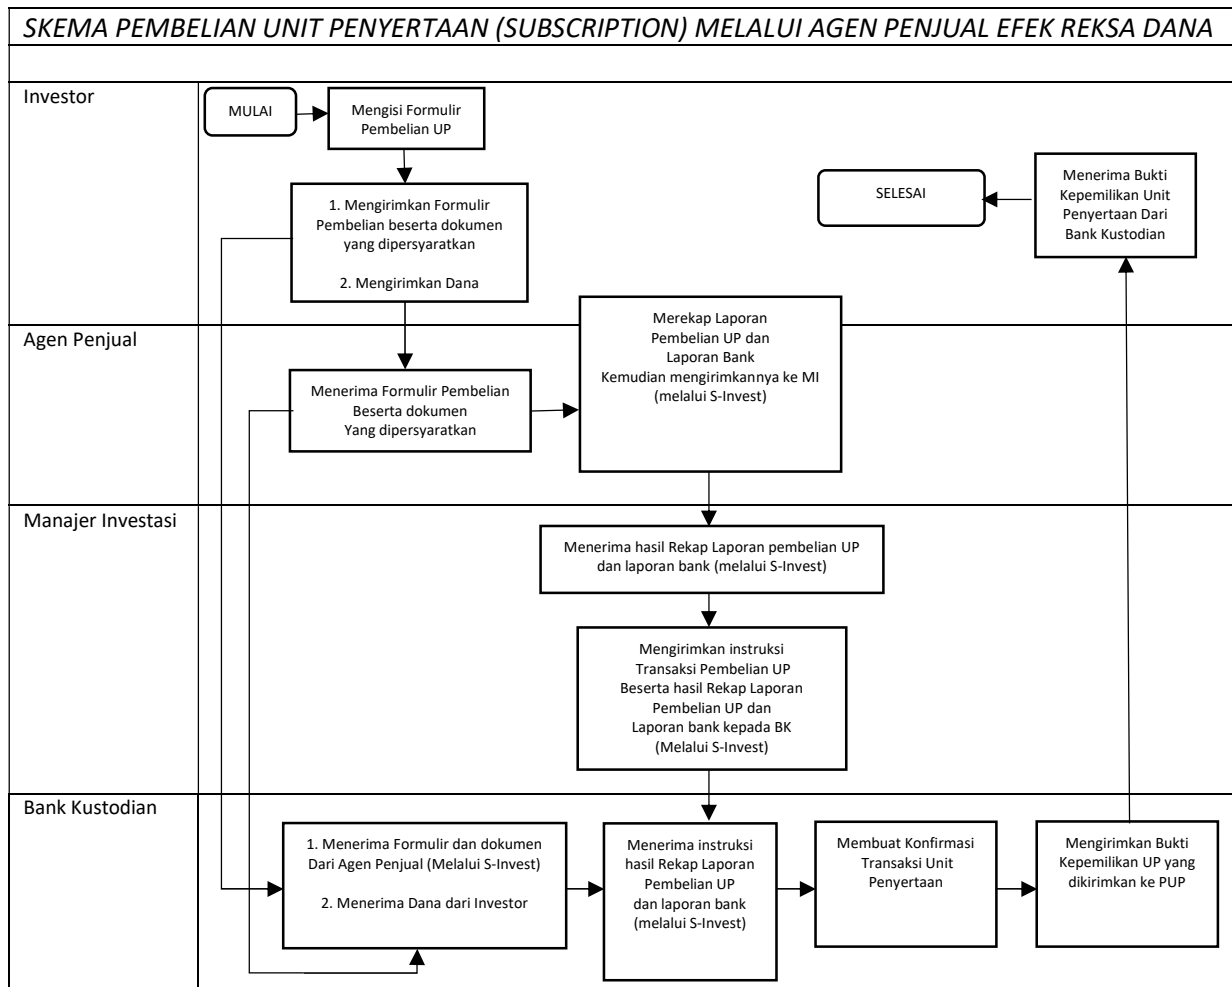 SKEMA PEMBELIAN UNIT PENYERTAAN (SUBSCRIPTION) MELALUI AGEN PENJUAL EFEK REKSA DANA
Investor
MULAI
Mengisi Formulir
Pembelian UP
1. Mengirimkan Formulir
Pembelian beserta dokumen
yang dipersyaratkan
2. Mengirimkan Dana
SELESAI
Menerima Bukti
Kepemilikan Unit
Penyertaan Dari
Bank Kustodian
Agen Penjual
Menerima Formulir Pembelian
Beserta dokumen
Yang dipersyaratkan
Merekap Laporan
Pembelian UP dan
Laporan Bank
Kemudian mengirimkannya ke MI
(melalui S-Invest)
Manajer Investasi
Menerima hasil Rekap Laporan pembelian UP
dan laporan bank (melalui S-Invest)
Mengirimkan instruksi
Transaksi Pembelian UP
Beserta hasil Rekap Laporan
Pembelian UP dan
Laporan bank kepada BK
(Melalui S-Invest)
Bank Kustodian
1. Menerima Formulir dan dokumen
Dari Agen Penjual (Melalui S-Invest)
2. Menerima Dana dari Investor
Menerima instruksi
hasil Rekap Laporan
Pembelian UP
dan laporan bank
(melalui S-Invest)
Membuat Konfirmasi
Transaksi Unit
Penyertaan
Mengirimkan Bukti
Kepemilikan UP yang
dikirimkan ke PUP